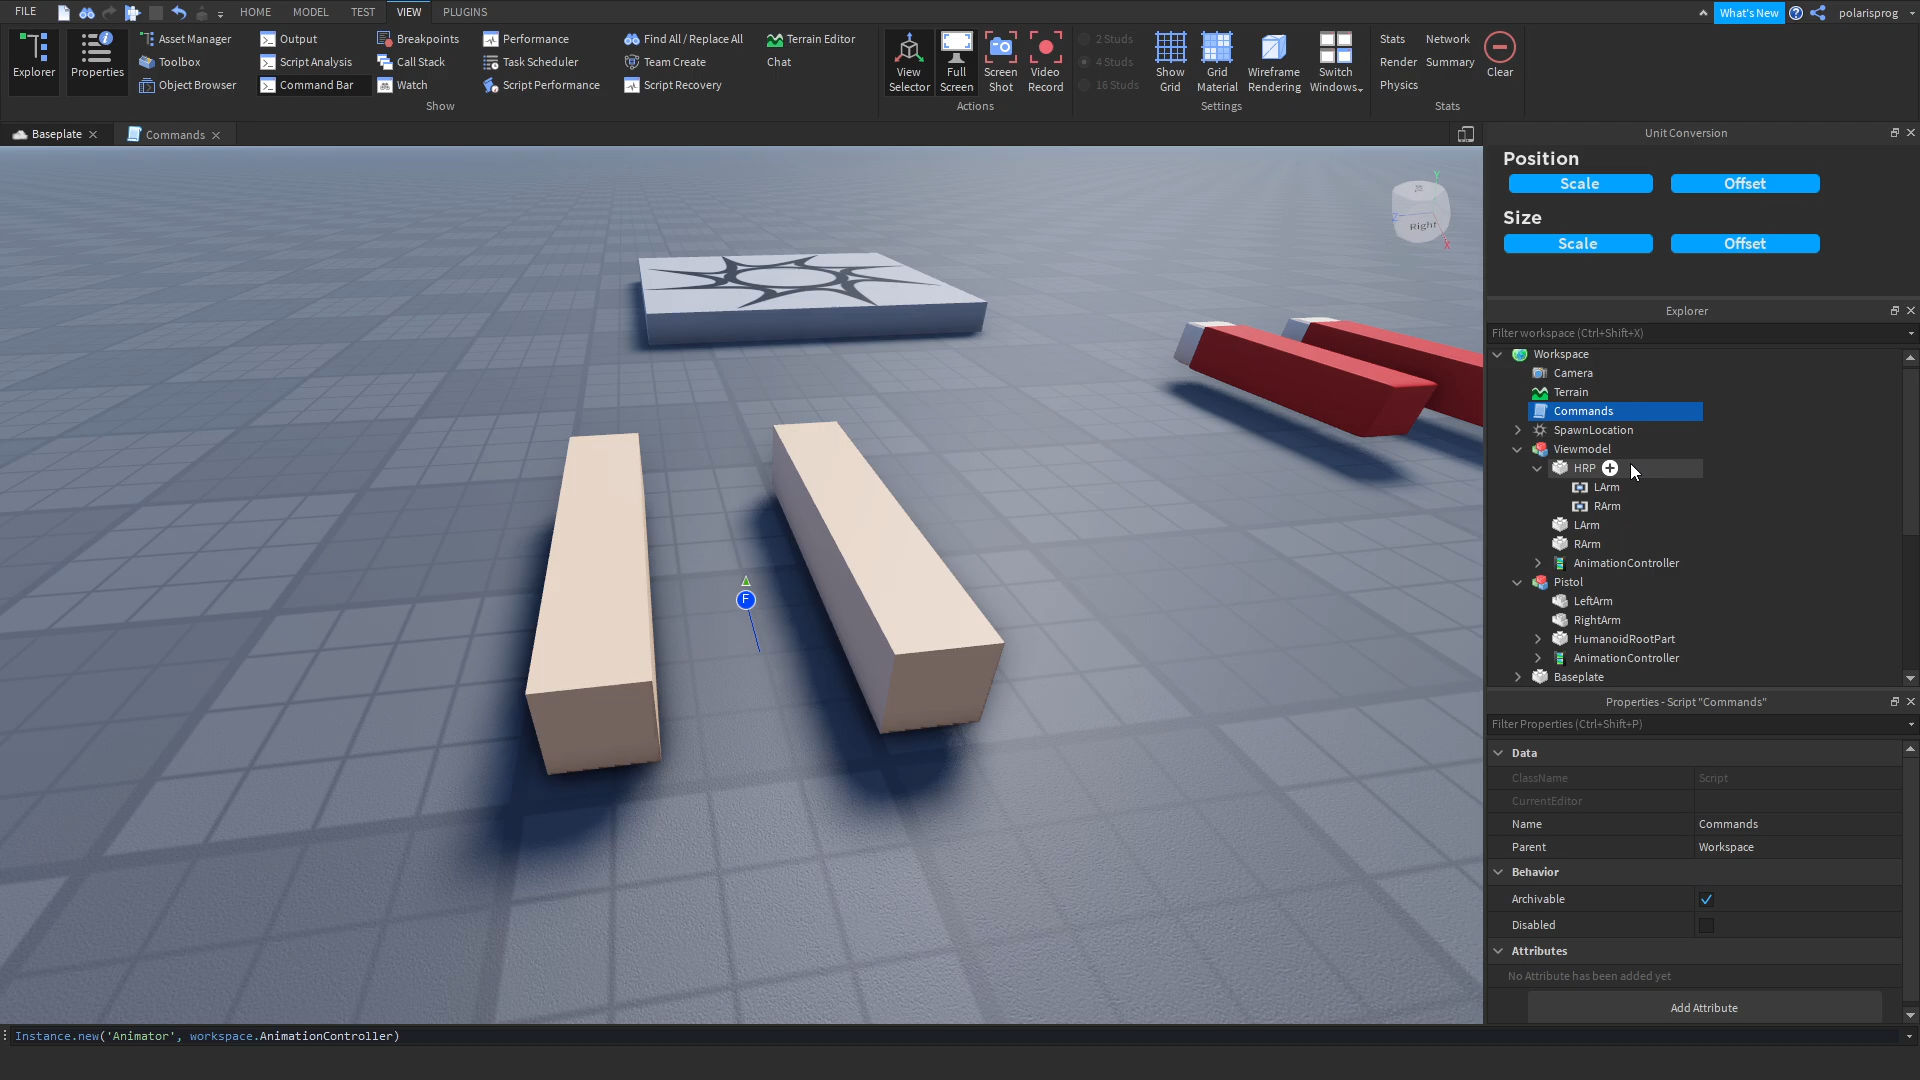 FILE
HOME
MODEL
TEST
VIEW
PLUGINS
What's New
polarisprog
Explorer
Properties
Asset Manager
Toolbox
Object Browser
Output
Script Analysis
Command Bar
Breakpoints
Call Stack
Watch
Performance
Task Scheduler
Script Performance
Find All / Replace All
Team Create
Script Recovery
Terrain Editor
Chat
Show
View Selector
Full Screen
Screen Shot
Video Record
Actions
2 Studs
4 Studs
16 Studs
Show Grid
Grid Material
Wireframe Rendering
Switch Windows
Settings
Stats
Network
Render
Summary
Physics
Clear
Stats
Baseplate
Commands
Right
Y
Z
X
F
Unit Conversion
Position
Scale
Offset
Size
Scale
Offset
Explorer
Filter workspace (Ctrl+Shift+X)
Workspace
Camera
Terrain
Commands
SpawnLocation
Viewmodel
HRP
LArm
RArm
LArm
RArm
AnimationController
Pistol
LeftArm
RightArm
HumanoidRootPart
AnimationController
Baseplate
Properties - Script "Commands"
Filter Properties (Ctrl+Shift+P)
Data
ClassName Script
CurrentEditor
Name Commands
Parent Workspace
Behavior
Archivable
Disabled
Attributes
No Attribute has been added yet
Add Attribute
Instance.new('Animator', workspace.AnimationController)